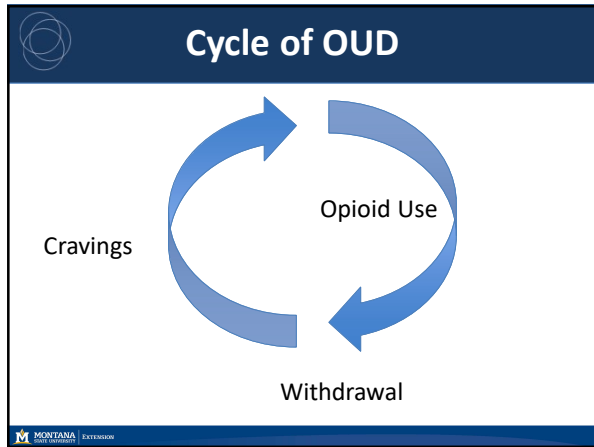 Cycle of OUD
Opioid Use
Cravings
Withdrawal
MONTANA
STATE UNIVERSITY
EXTENSION